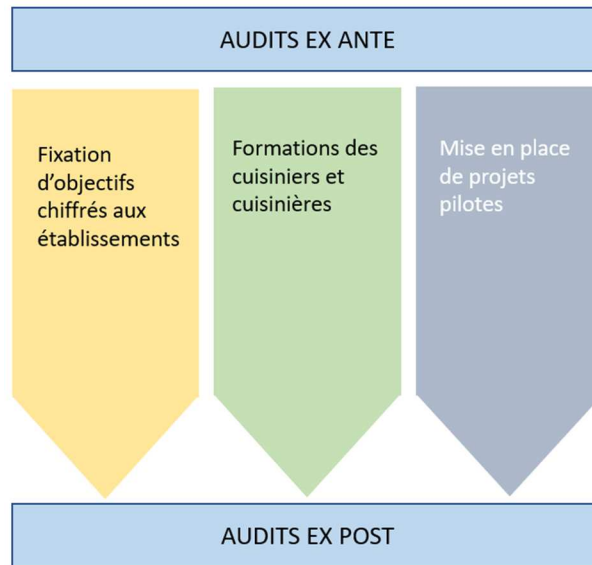 AUDITS EX ANTE
Fixation
d'objectifs
chiffrés aux
établissements
Formations des
cuisiniers et
cuisinières
Mise en place
de projets
pilotes
AUDITS EX POST